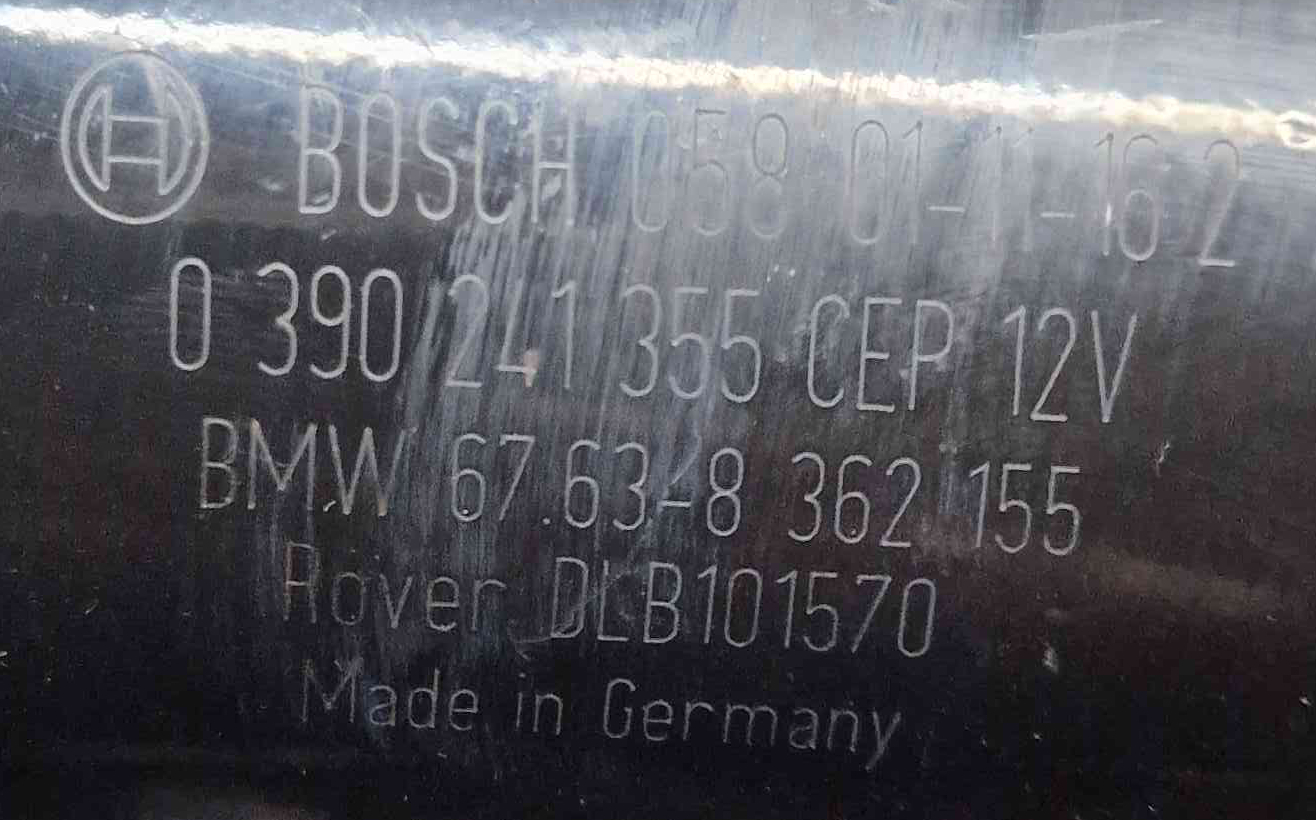 BOSCH 058 01-11-16 2
0 390 241 355 CEP 12V
BMW 67.63-8 362 155
Rover DLB101570
Made in Germany